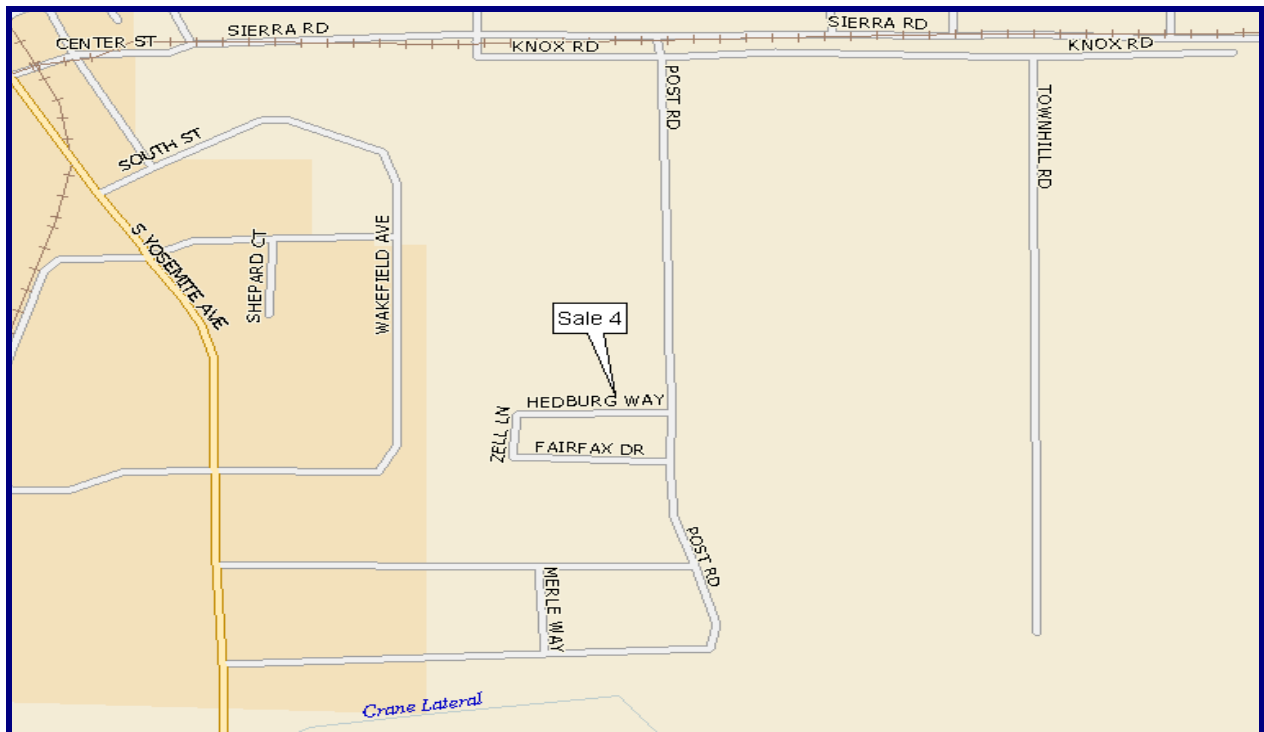 SIERRA RD
SIERRA RD
CENTER ST
KNOX RD
KNOX RD
POST RD
TOWNHILL RD
SOUTH ST
S YOSEMITE AVE
SHEPARD CT
WAKEFIELD AVE
Sale 4
HEDBURG WAY
ZELL LN
FAIRFAX DR
POST RD
MERLE WAY
Crane Lateral